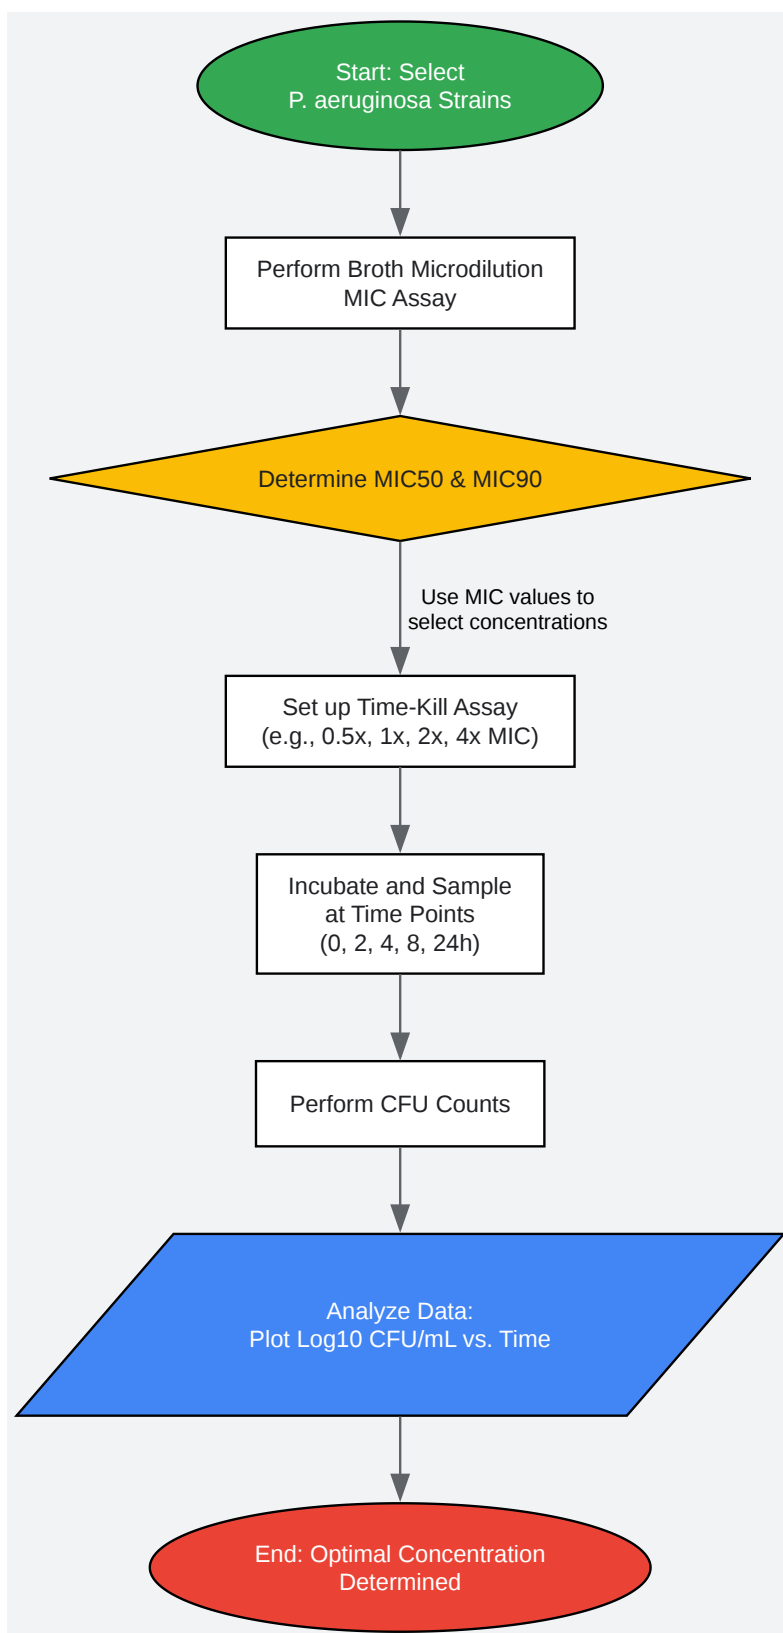 Start: Select
P. aeruginosa Strains
Perform Broth Microdilution
MIC Assay
Determine MIC50 & MIC90
Use MIC values to
select concentrations
Set up Time-Kill Assay
(e.g., 0.5x, 1x, 2x, 4x MIC)
Incubate and Sample
at Time Points
(0, 2, 4, 8, 24h)
Perform CFU Counts
Analyze Data:
Plot Log10 CFU/mL vs. Time
End: Optimal Concentration
Determined